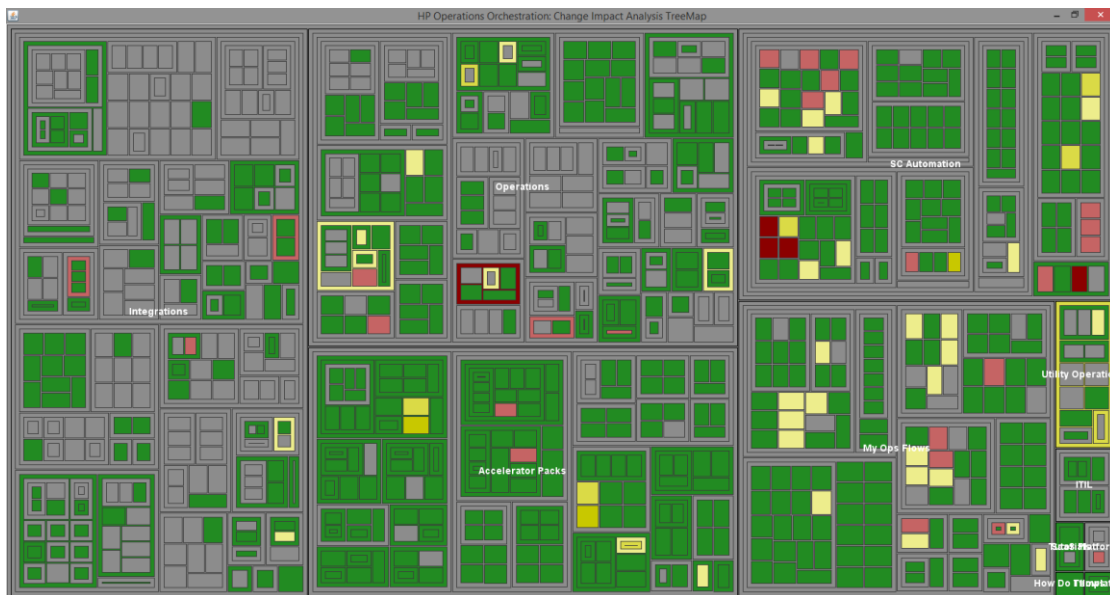 HP Operations Orchestration: Change Impact Analysis TreeMap
SC Automation
Operations
Integrations
Utility Operatio
My Ops Flows
Accelerator Packs
ITIL
How Do I